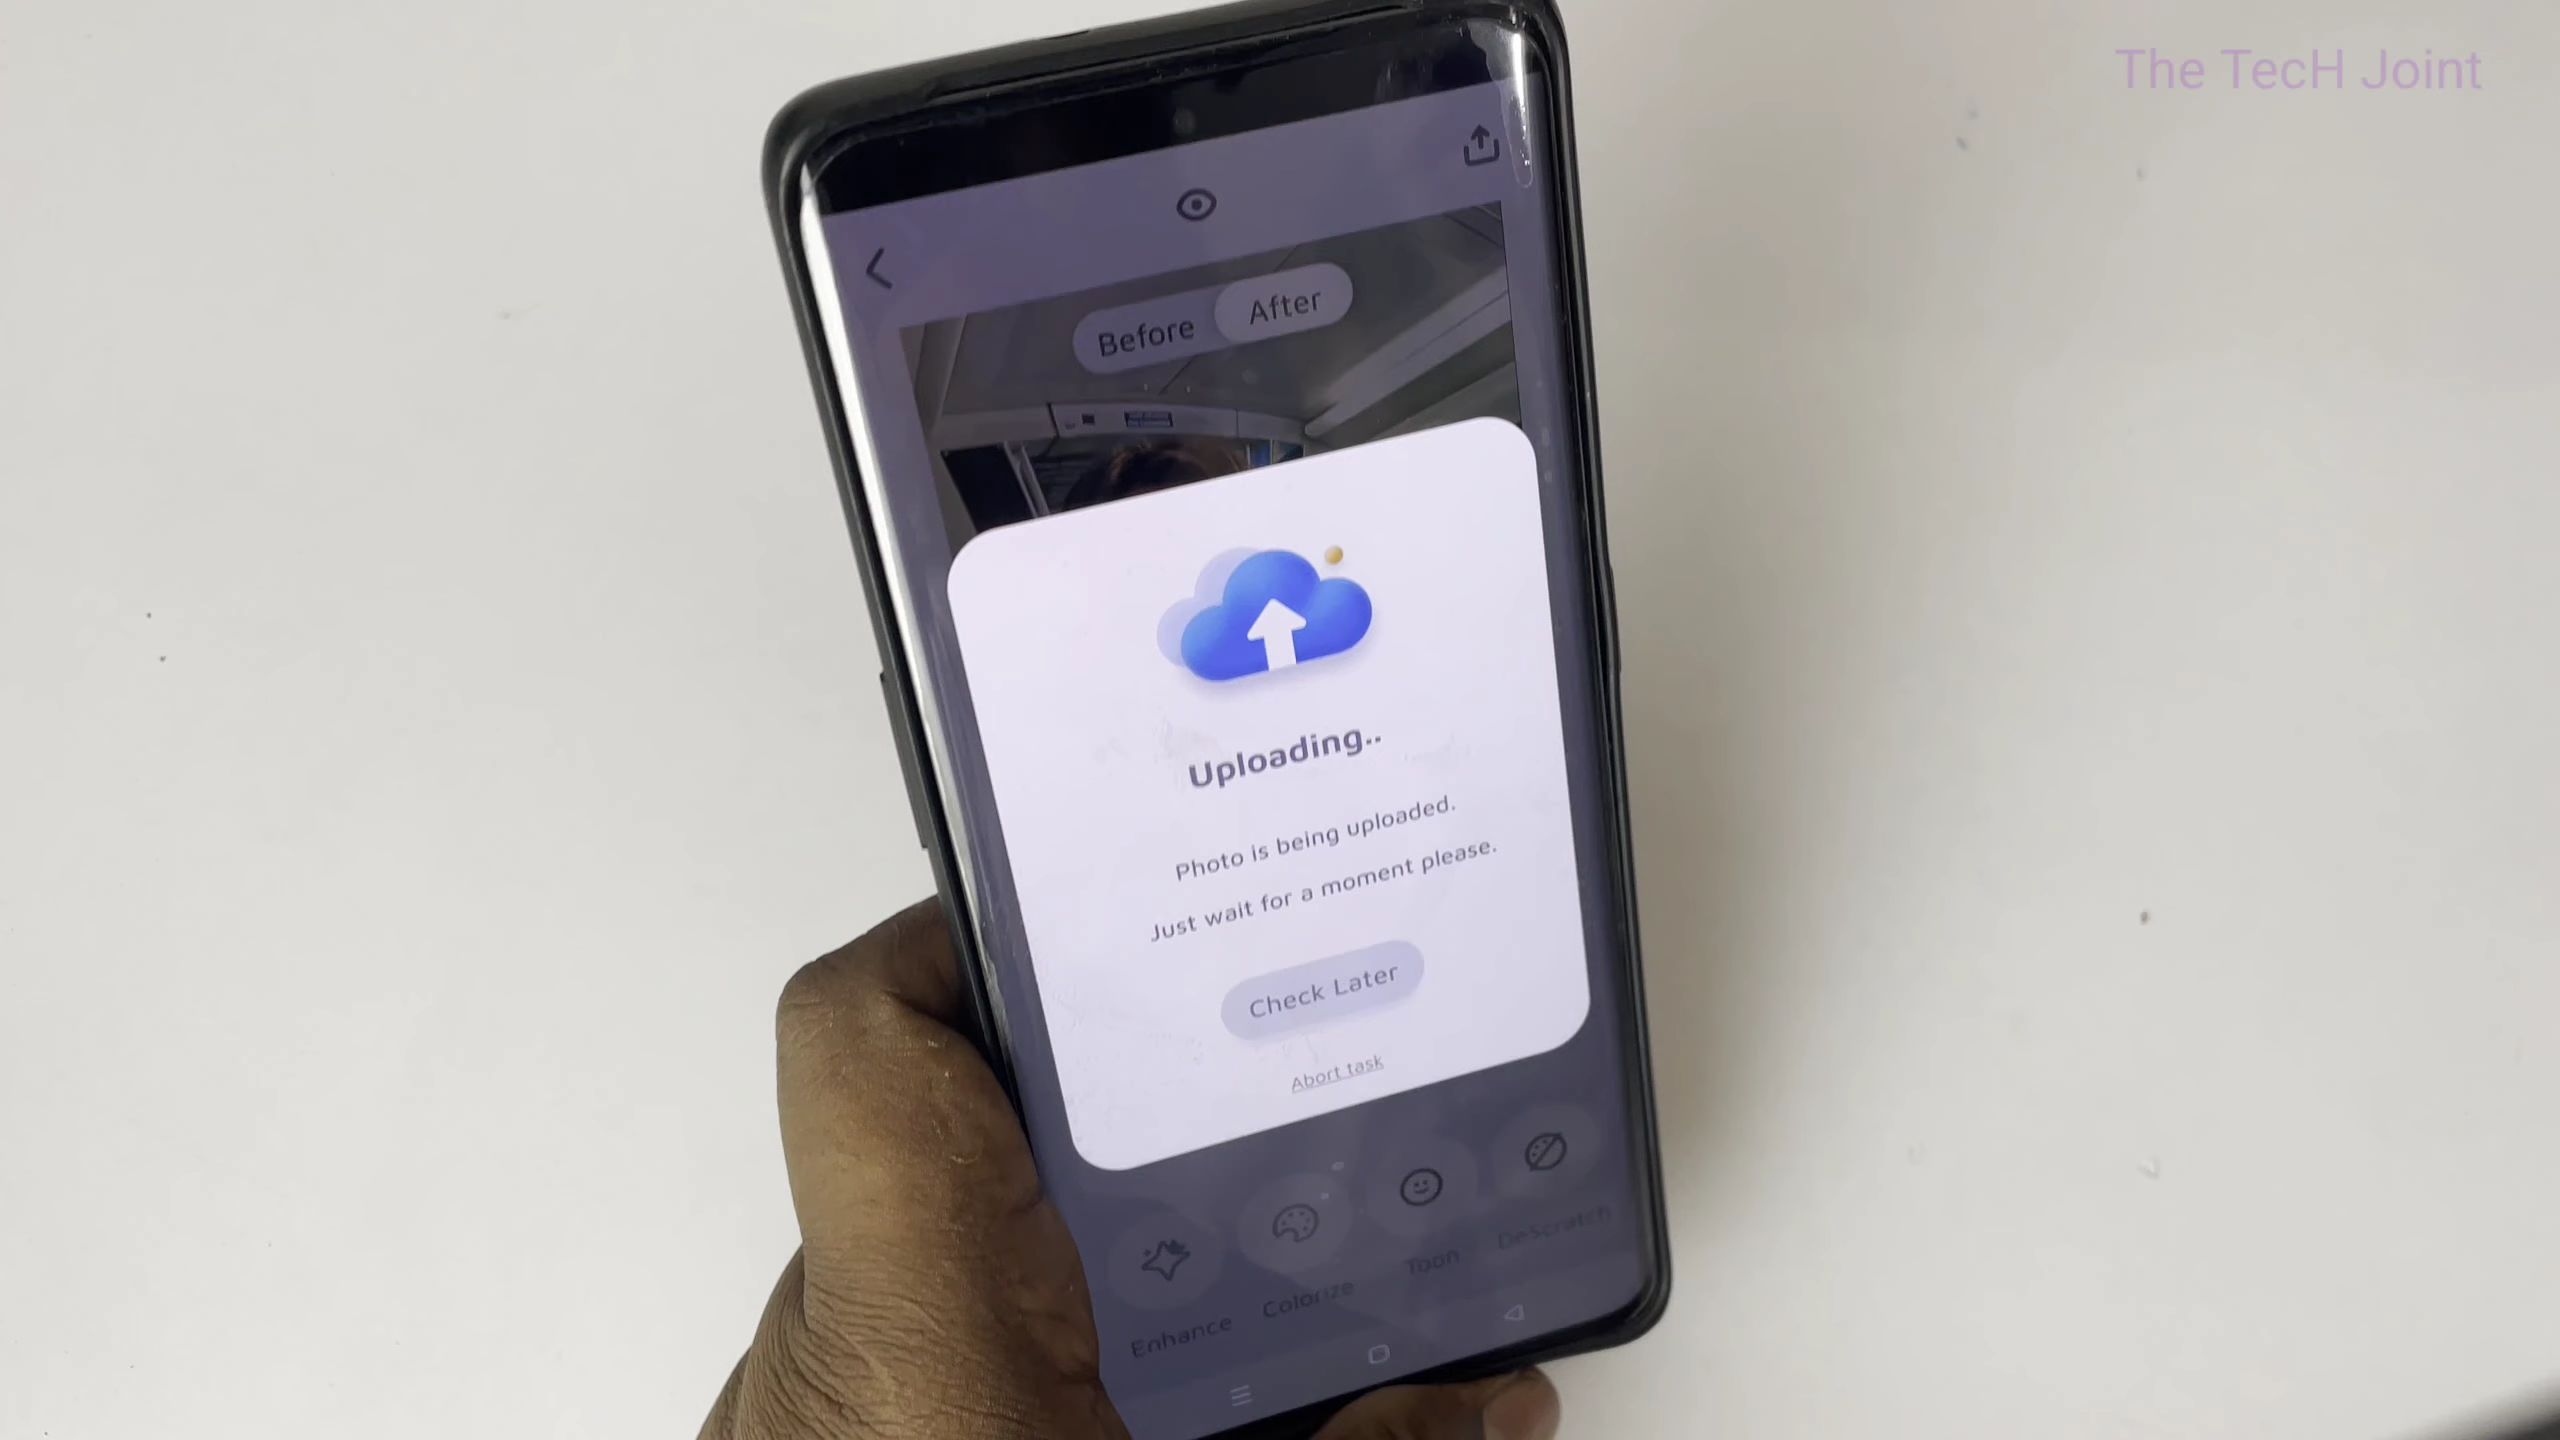 The TecH Joint
Before
After
Uploading..
Photo is being uploaded.
Just wait for a moment please.
Check Later
Abort task
Enhance
Colorize
Toon
DeScratch